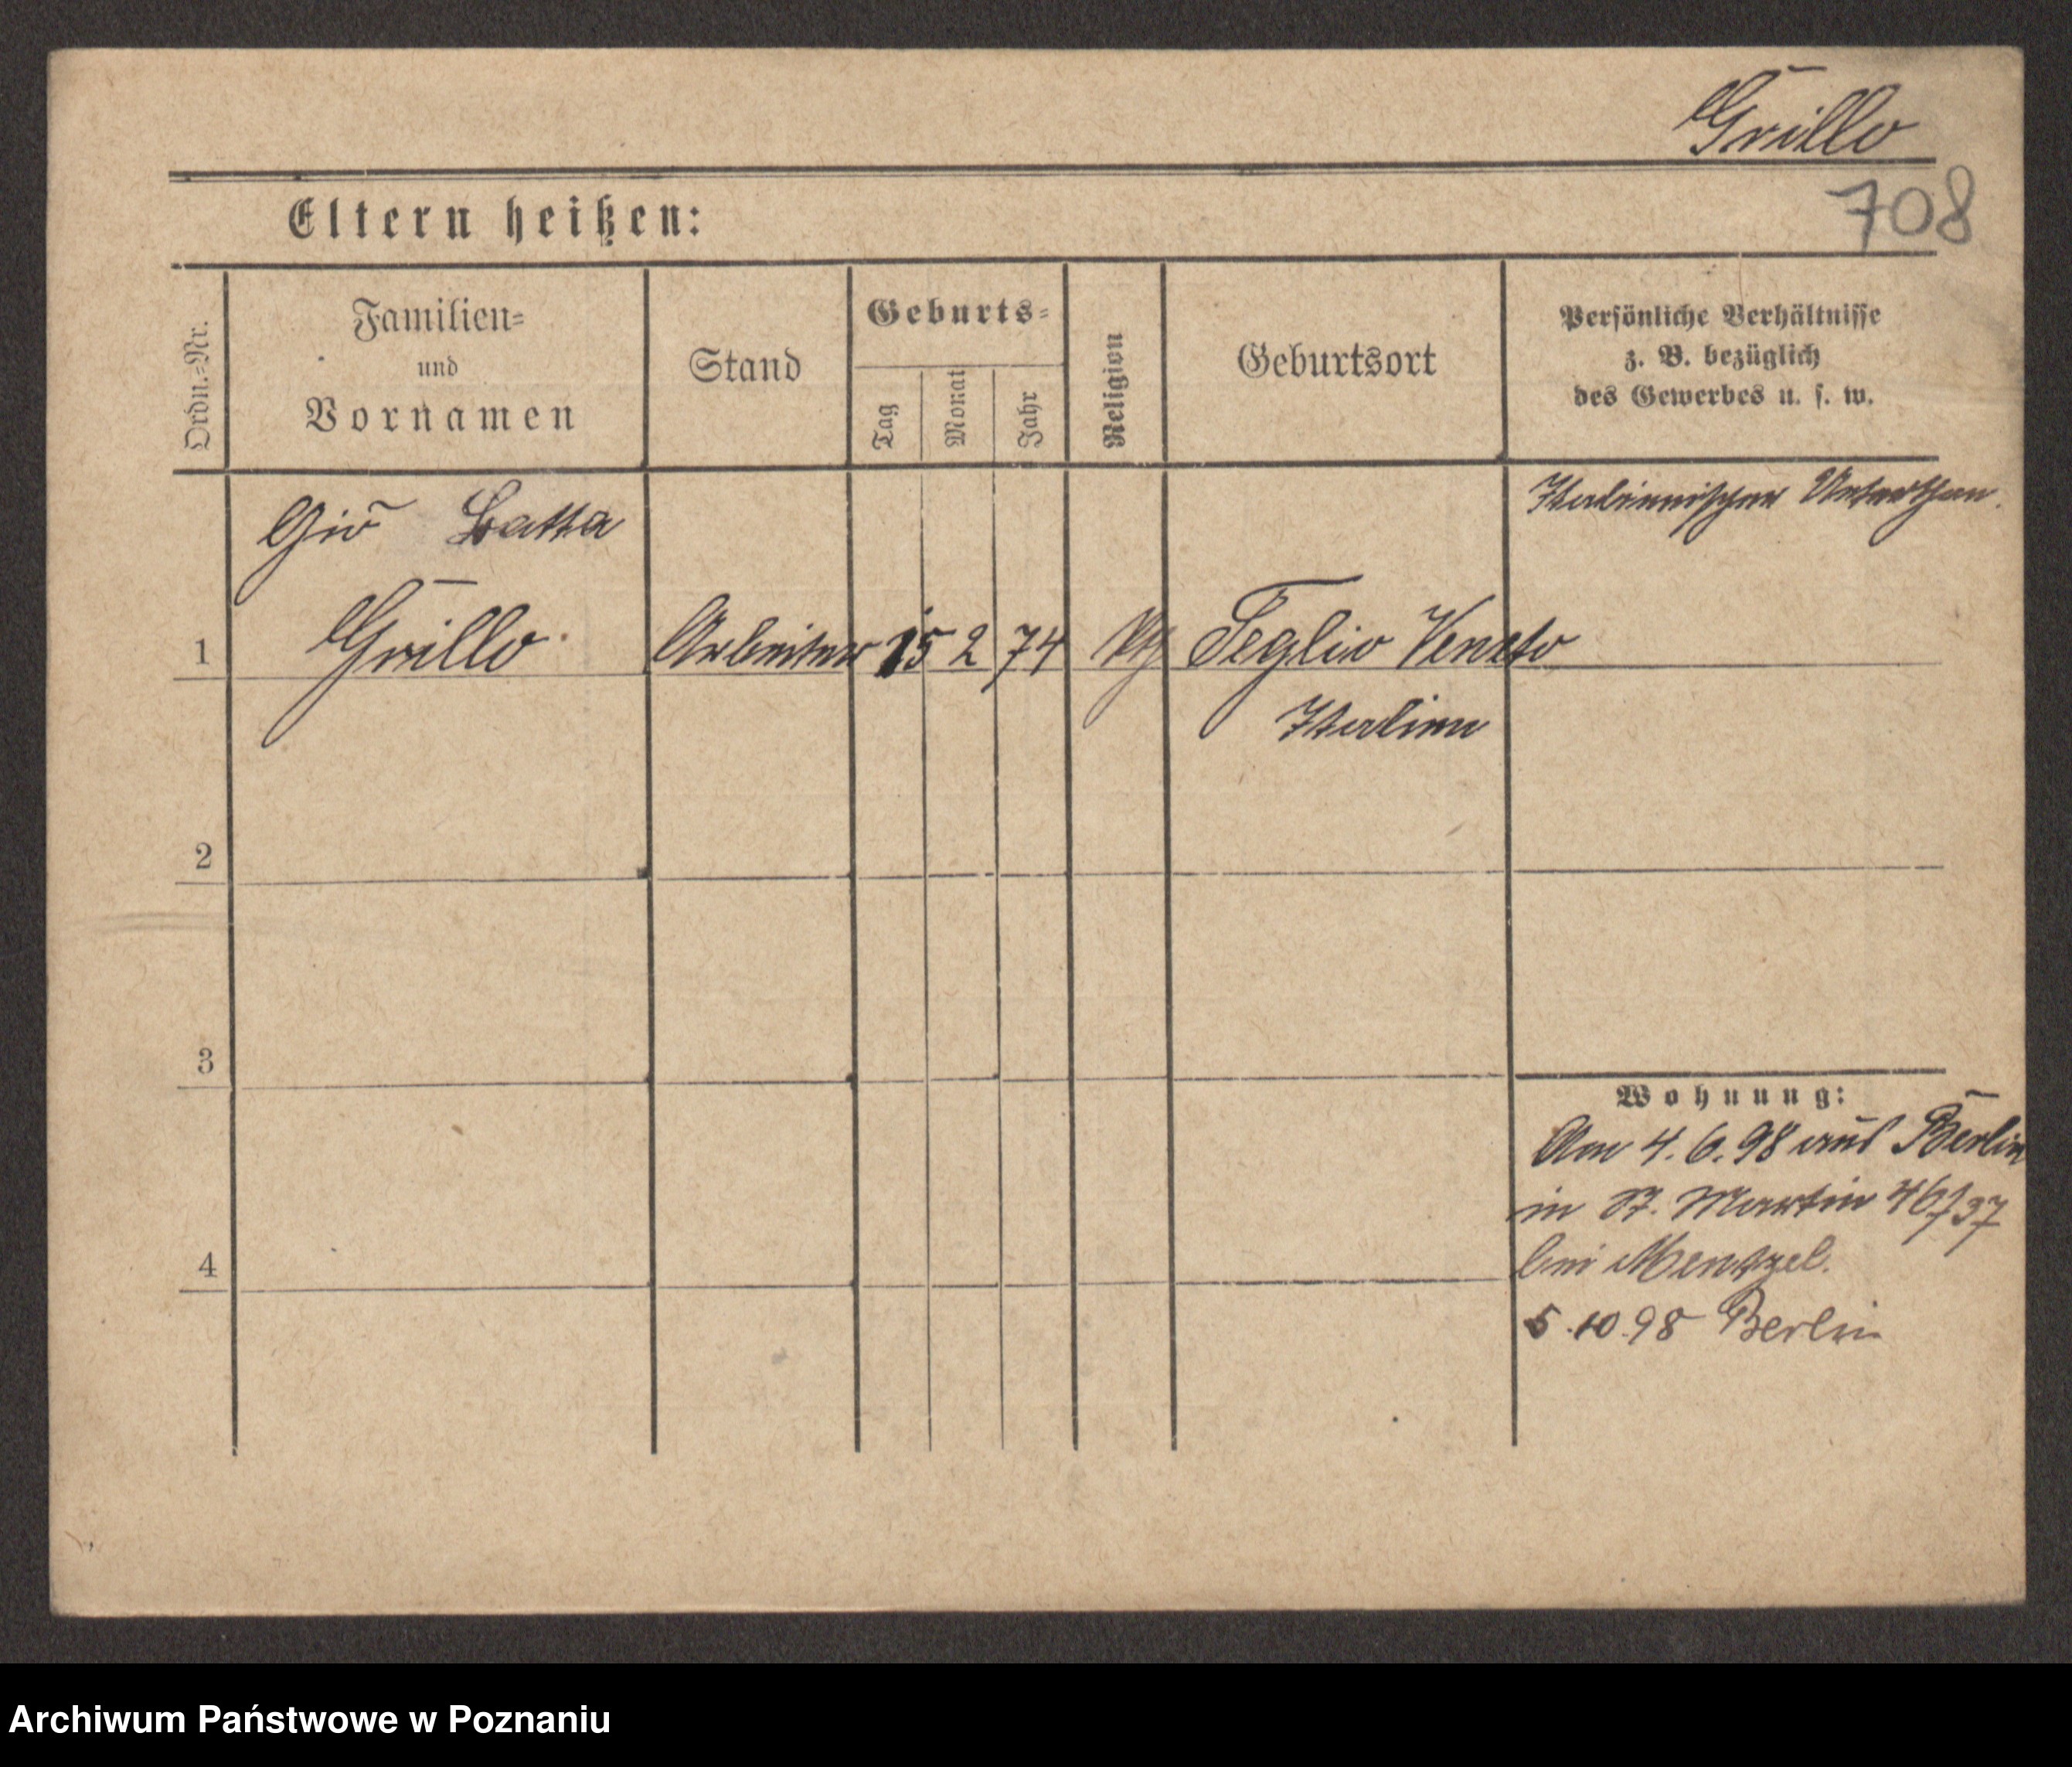 Grillo
708
Eltern heißen:
Ordn.=Nr.
Familien=
und
Vornamen
Stand
Geburts=
Tag
Monat
Jahr
Religion
Geburtsort
Persönliche Verhältnisse
z. B. bezüglich
des Gewerbes u. s. w.
Gio Batta
Italienischer Unterthan.
1 Grillo. Arbeiter 15 2 74 Teglio Veneto
Italien
2
3
Wohnung:
Am 4. 6. 98 aus Berlin
in St. Martin 46/37
4
bei Mentzel.
5.10.98 Berlin
Archiwum Państwowe w Poznaniu